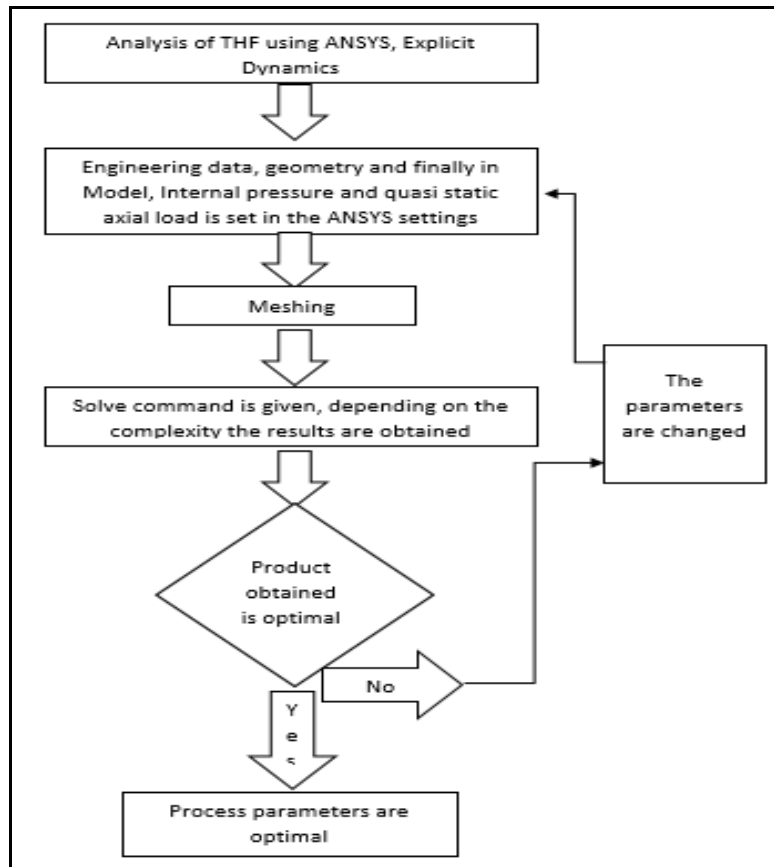 Analysis of THF using ANSYS, Explicit
Dynamics
Engineering data, geometry and finally in
Model, Internal pressure and quasi static
axial load is set in the ANSYS settings
Meshing
Solve command is given, depending on the
complexity the results are obtained
The
parameters
are changed
Product
obtained
is optimal
No
Y
e
s
Process parameters are
optimal